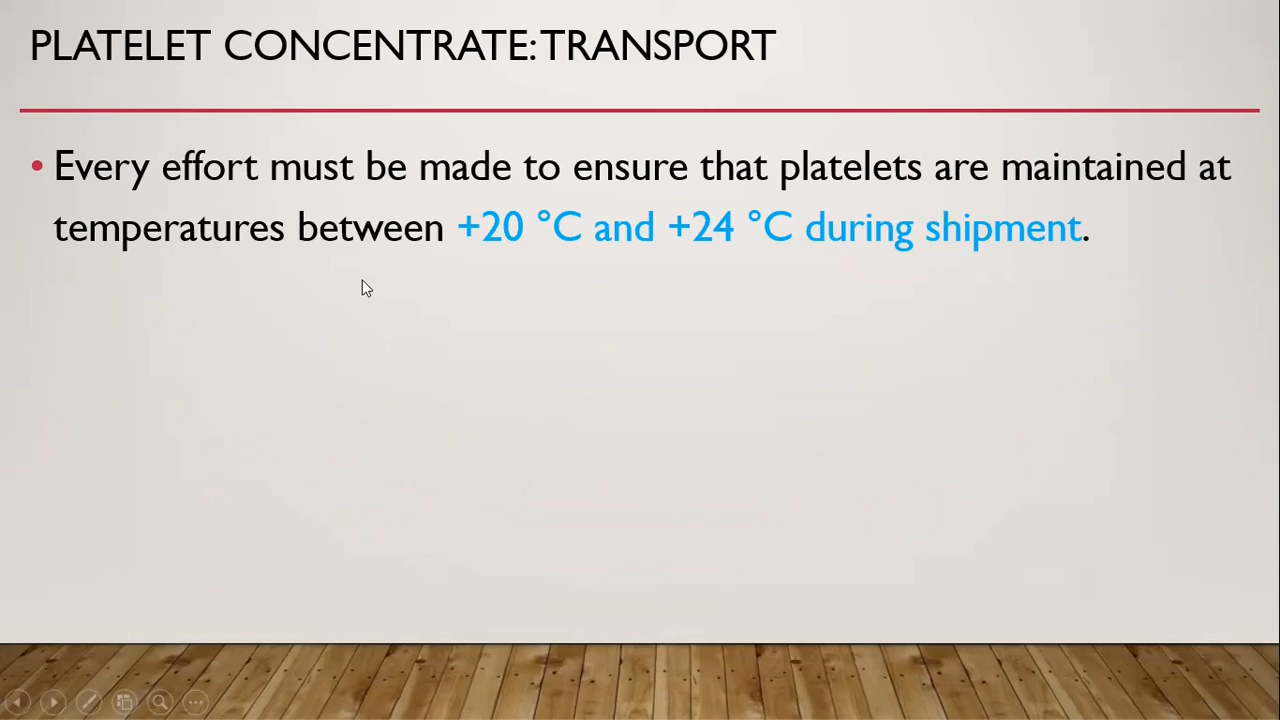 PLATELET CONCENTRATE: TRANSPORT
• Every effort must be made to ensure that platelets are maintained at
temperatures between +20 °C and +24 °C during shipment.